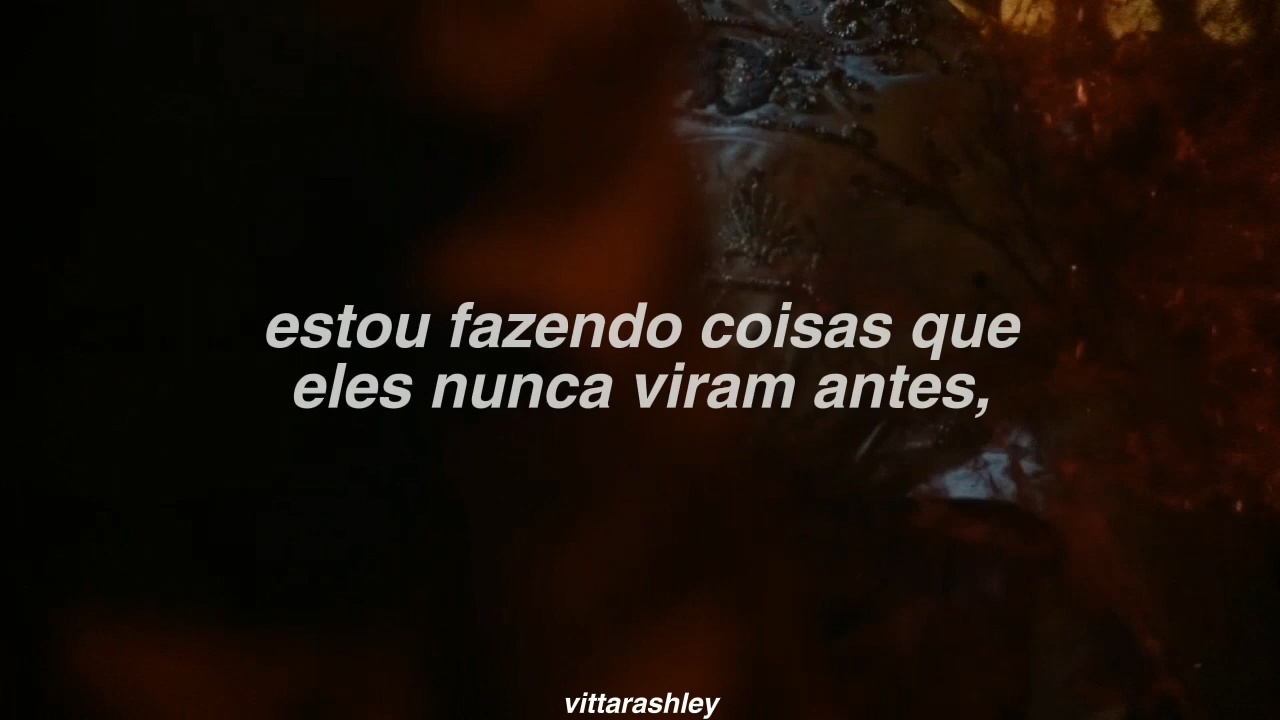 estou fazendo coisas que
eles nunca viram antes,
vittarashley